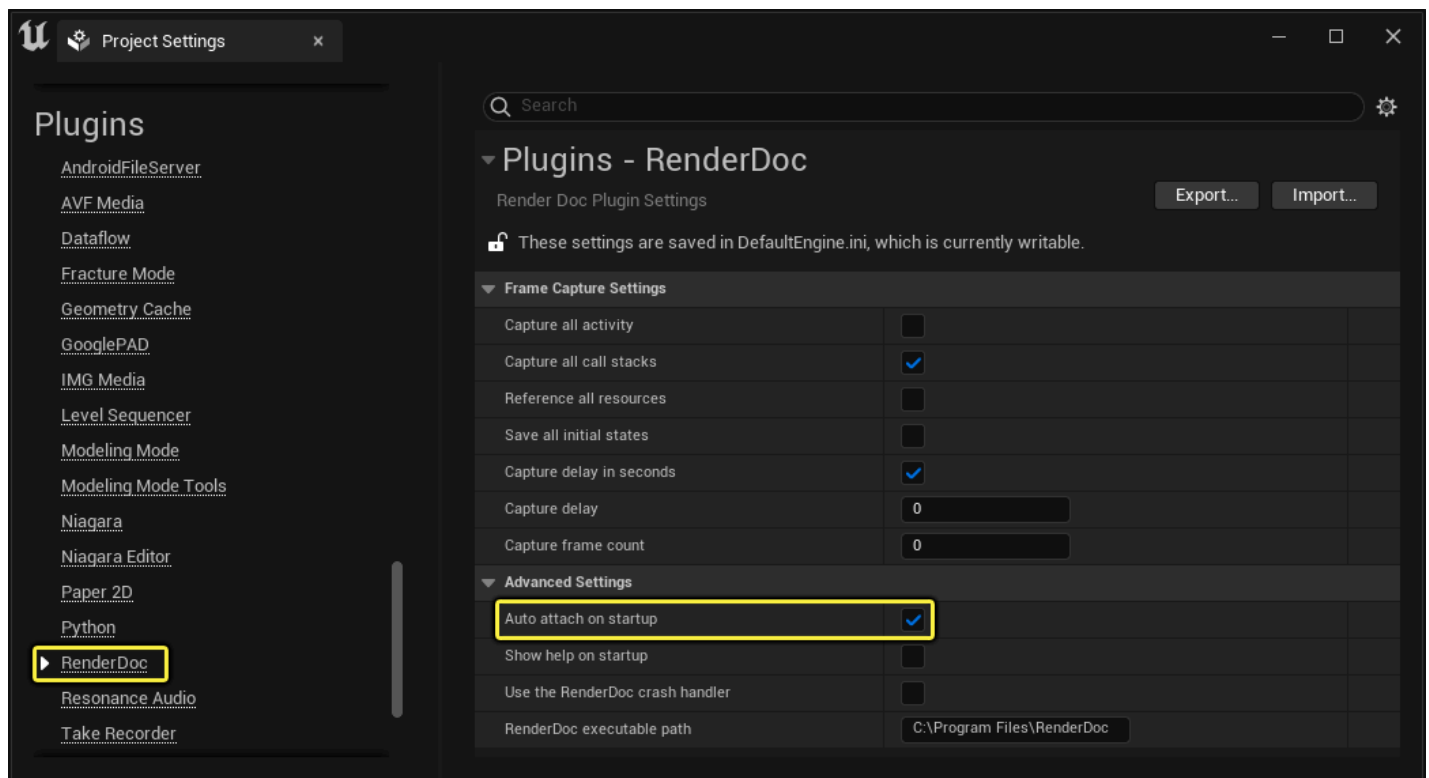 Project Settings
Plugins
AndroidFileServer
AVF Media
Dataflow
Fracture Mode
Geometry Cache
GooglePAD
IMG Media
Level Sequencer
Modeling Mode
Modeling Mode Tools
Niagara
Niagara Editor
Paper 2D
Python
RenderDoc
Resonance Audio
Take Recorder
Search
Plugins - RenderDoc
Render Doc Plugin Settings
Export...
Import...
These settings are saved in DefaultEngine.ini, which is currently writable.
Frame Capture Settings
Capture all activity
Capture all call stacks
Reference all resources
Save all initial states
Capture delay in seconds
Capture delay 0
Capture frame count 0
Advanced Settings
Auto attach on startup
Show help on startup
Use the RenderDoc crash handler
RenderDoc executable path C:\Program Files\RenderDoc